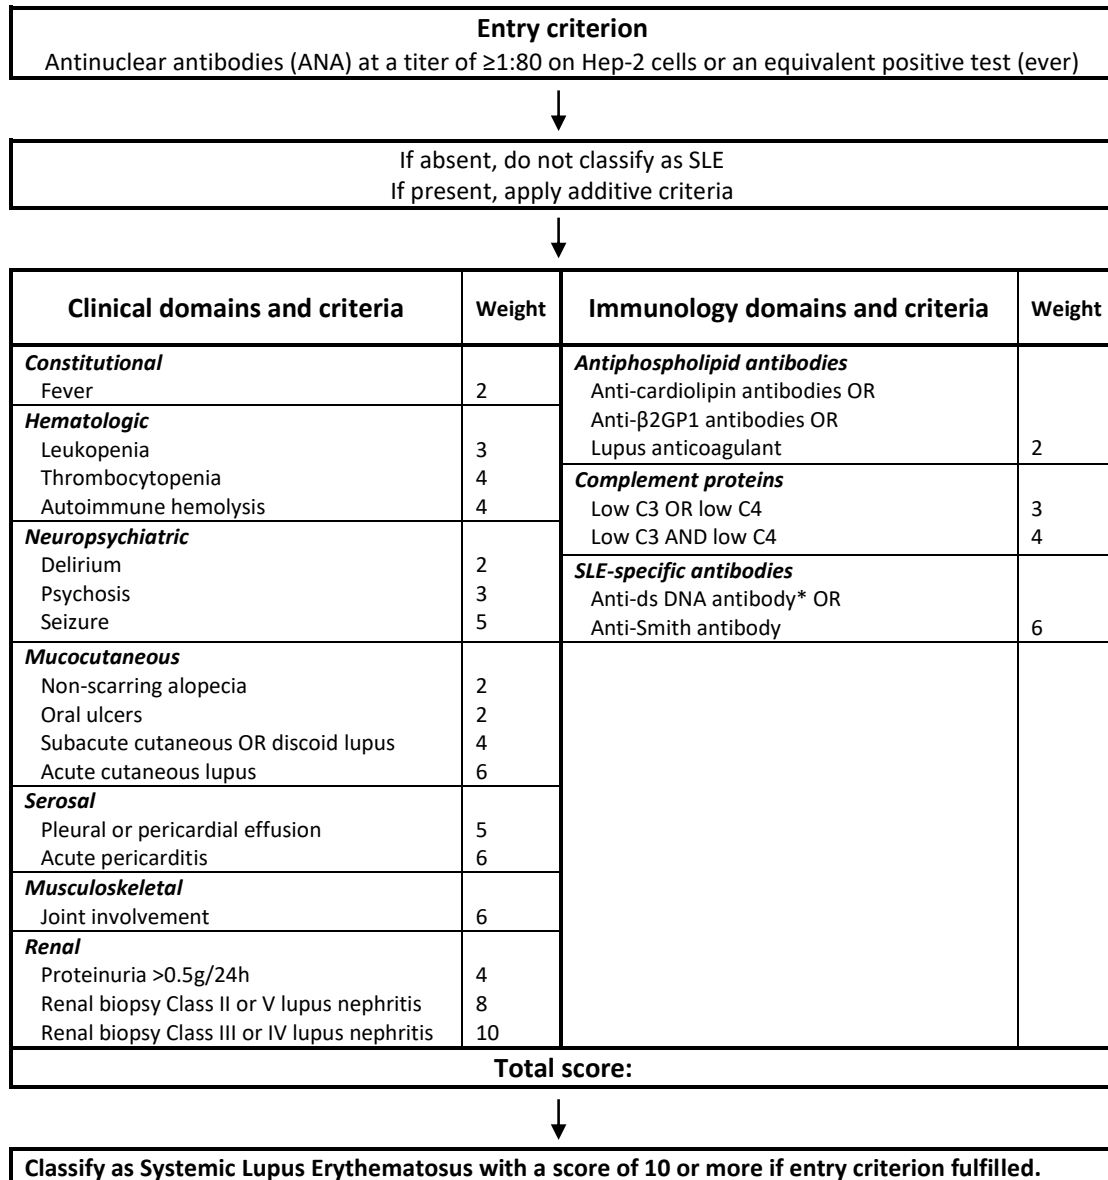 Entry criterion
Antinuclear antibodies (ANA) at a titer of ≥1:80 on Hep-2 cells or an equivalent positive test (ever)
If absent, do not classify as SLE
If present, apply additive criteria
Clinical domains and criteria Weight
Constitutional
Fever 2
Hematologic
Leukopenia 3
Thrombocytopenia 4
Autoimmune hemolysis 4
Neuropsychiatric
Delirium 2
Psychosis 3
Seizure 5
Mucocutaneous
Non-scarring alopecia 2
Oral ulcers 2
Subacute cutaneous OR discoid lupus 4
Acute cutaneous lupus 6
Serosal
Pleural or pericardial effusion 5
Acute pericarditis 6
Musculoskeletal
Joint involvement 6
Renal
Proteinuria >0.5g/24h 4
Renal biopsy Class II or V lupus nephritis 8
Renal biopsy Class III or IV lupus nephritis 10
Immunology domains and criteria Weight
Antiphospholipid antibodies
Anti-cardiolipin antibodies OR
Anti-β2GP1 antibodies OR
Lupus anticoagulant 2
Complement proteins
Low C3 OR low C4 3
Low C3 AND low C4 4
SLE-specific antibodies
Anti-ds DNA antibody* OR
Anti-Smith antibody 6
Total score:
Classify as Systemic Lupus Erythematosus with a score of 10 or more if entry criterion fulfilled.